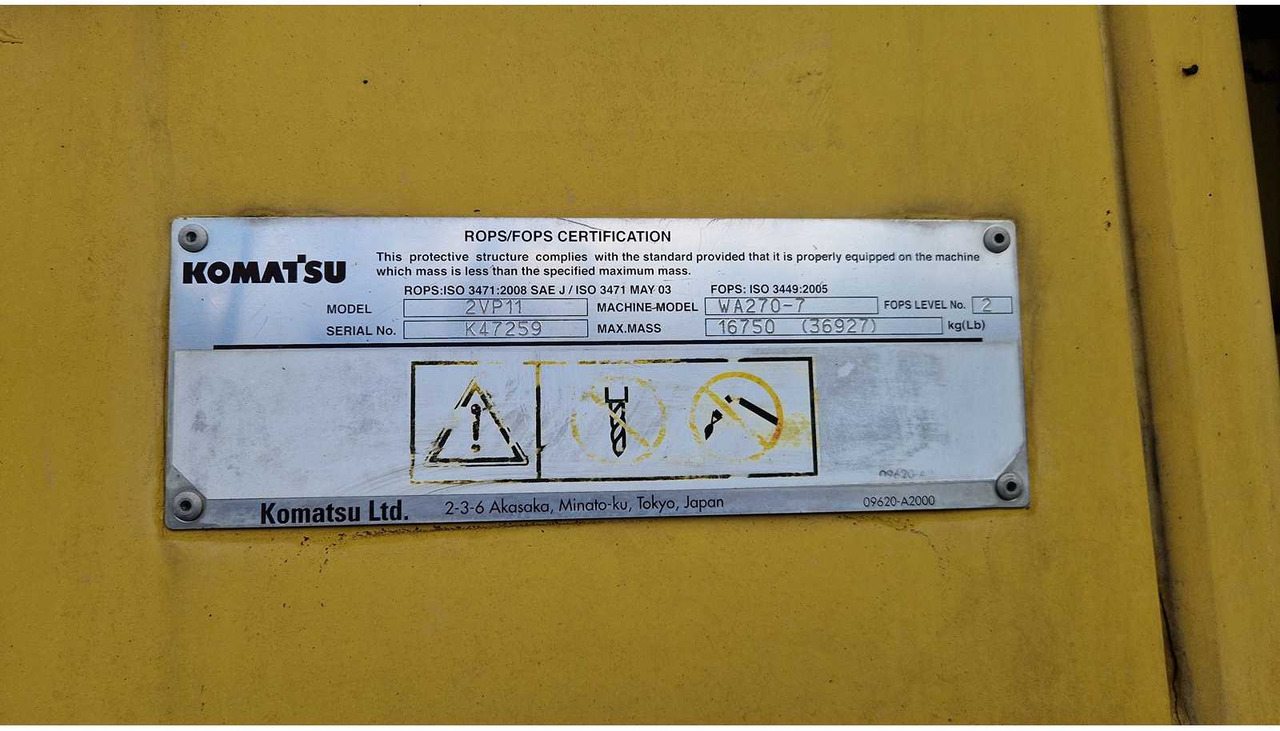 ROPS/FOPS CERTIFICATION
KOMATSU
This protective structure complies with the standard provided that it is properly equipped on the machine
which mass is less than the specified maximum mass.
ROPS:ISO 3471:2008 SAE J / ISO 3471 MAY 03 FOPS: ISO 3449:2005
MODEL 2VP11 MACHINE-MODEL WA270-7 FOPS LEVEL No. 2
SERIAL No. K47259 MAX.MASS 16750 (36927) kg(Lb)
Komatsu Ltd. 2-3-6 Akasaka, Minato-ku, Tokyo, Japan 09620-A2000